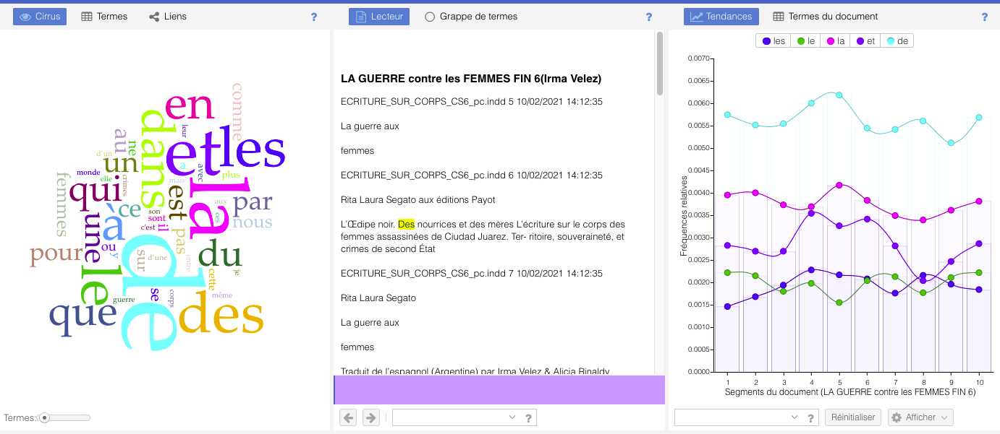 Cirrus Termes Liens ?
comme
en
dans
leur
au
ne
et
les
d'un
un
a
avec
plus
monde
elle
crimes
mais
femmes
qui
est
la
aux
par
ce
son
ces
nous
à
sont
il
c'est
une
ou
y
pas
pour
sur
d'une
entre
du
je
le
de
cette
se
corps
même
guerre
que
des
Termes:
Lecteur Grappe de termes ?
LA GUERRE contre les FEMMES FIN 6(Irma Velez)
ECRITURE_SUR_CORPS_CS6_pc.indd 5 10/02/2021 14:12:35
La guerre aux
femmes
ECRITURE_SUR_CORPS_CS6_pc.indd 6 10/02/2021 14:12:35
Rita Laura Segato aux éditions Payot
L'Œdipe noir. Des nourrices et des mères L'écriture sur le corps des
femmes assassinées de Ciudad Juarez. Ter- ritoire, souveraineté, et
crimes de second État
ECRITURE_SUR_CORPS_CS6_pc.indd 7 10/02/2021 14:12:35
Rita Laura Segato
La guerre aux
femmes
Traduit de l'espagnol (Argentine) par Irma Velez & Alicia Rinaldy
?
Tendances Termes du document ?
les le la et de
0.0070
0.0065
0.0060
0.0055
0.0050
0.0045
0.0040
0.0035
0.0030
0.0025
0.0020
0.0015
0.0010
0.0005
0.0000
Fréquences relatives
1 2 3 4 5 6 7 8 9 10
Segments du document (LA GUERRE contre les FEMMES FIN 6)
? Réinitialiser Afficher